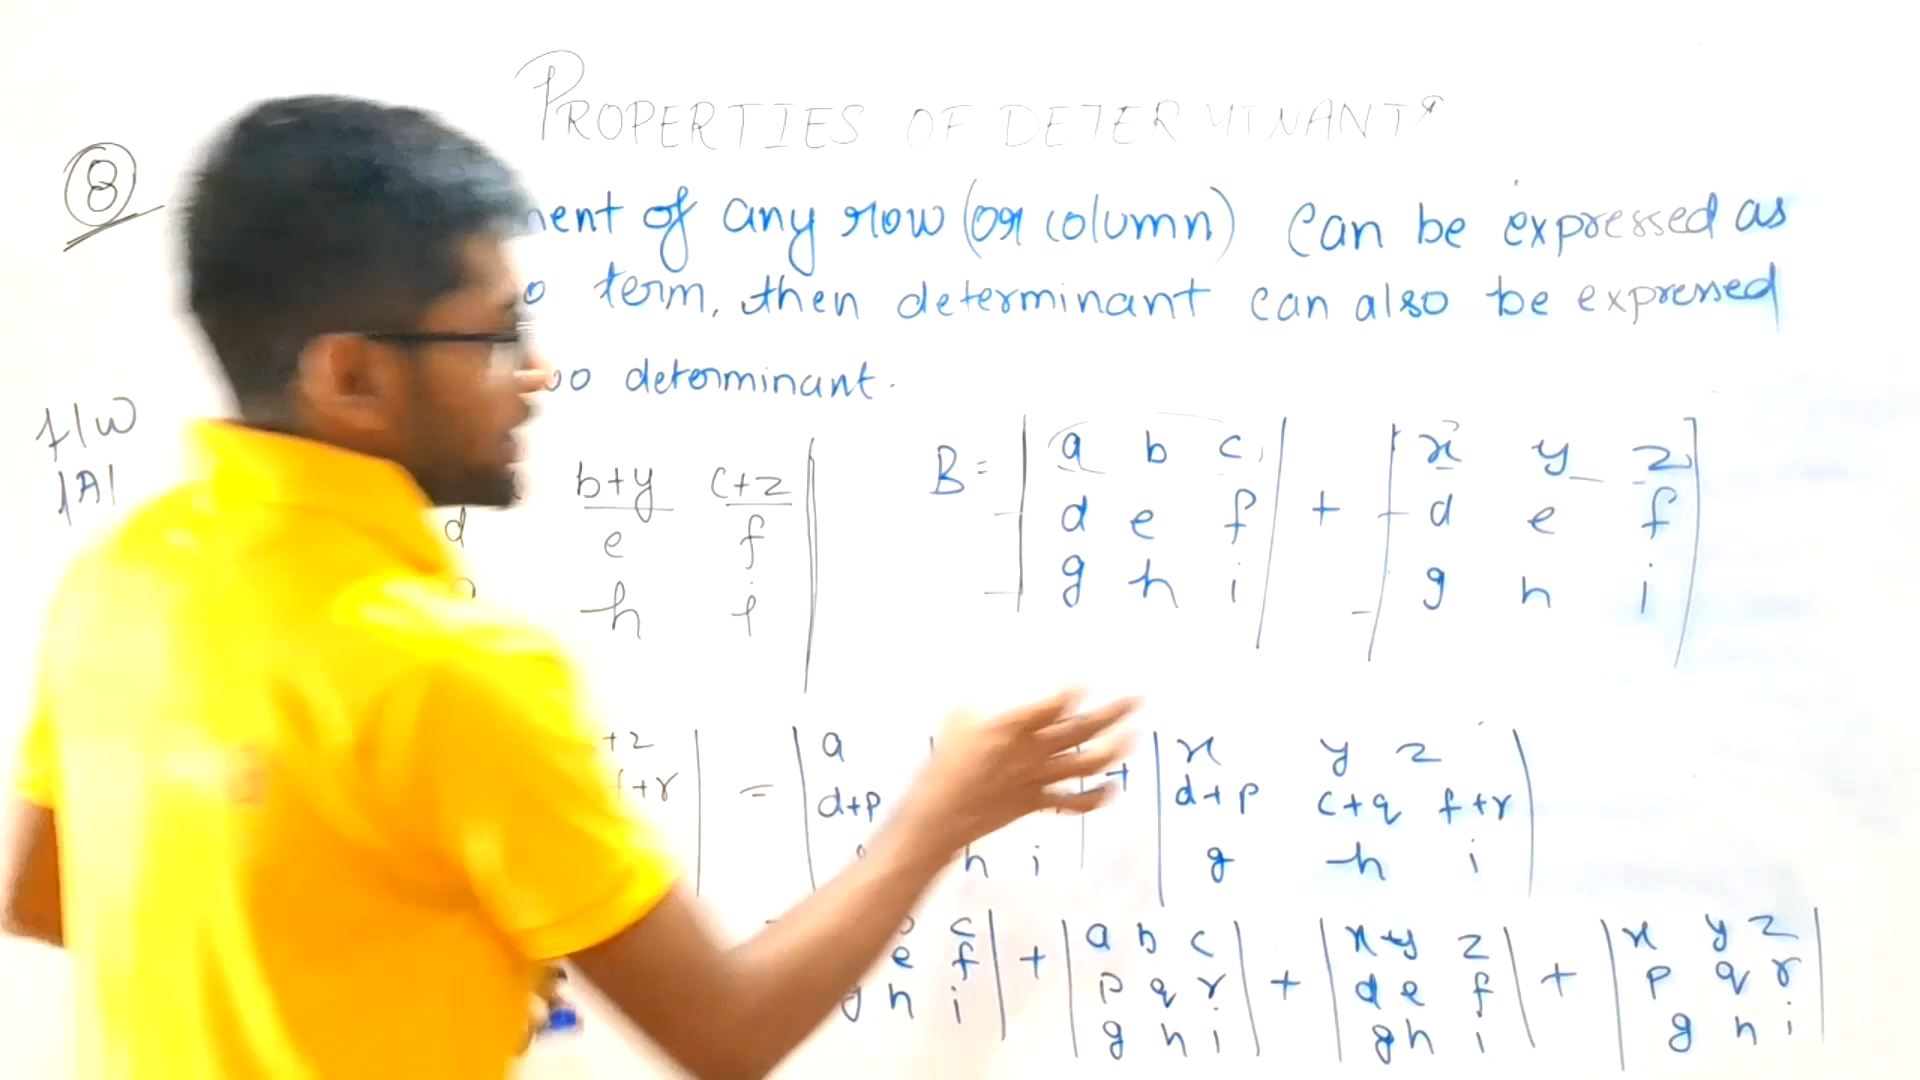 PROPERTIES OF DETERMINANTS
8
of any row (or column) can be expressed as
term, then determinant can also be expressed
determinant.
|A|
b+y c+z
d e f
h i
B = | a b c | + | x y z |
| d e f | | d e f |
| g h i | | g h i |
+z | = | a | + | x y z |
f+r | | d+p | d+p c+q f+r |
h i | g h i |
c | + | a b c | + | x y z | + | x y z |
e f | | p q r | | d e f | | p q r |
g h i | | g h i | | g h i | | g h i |